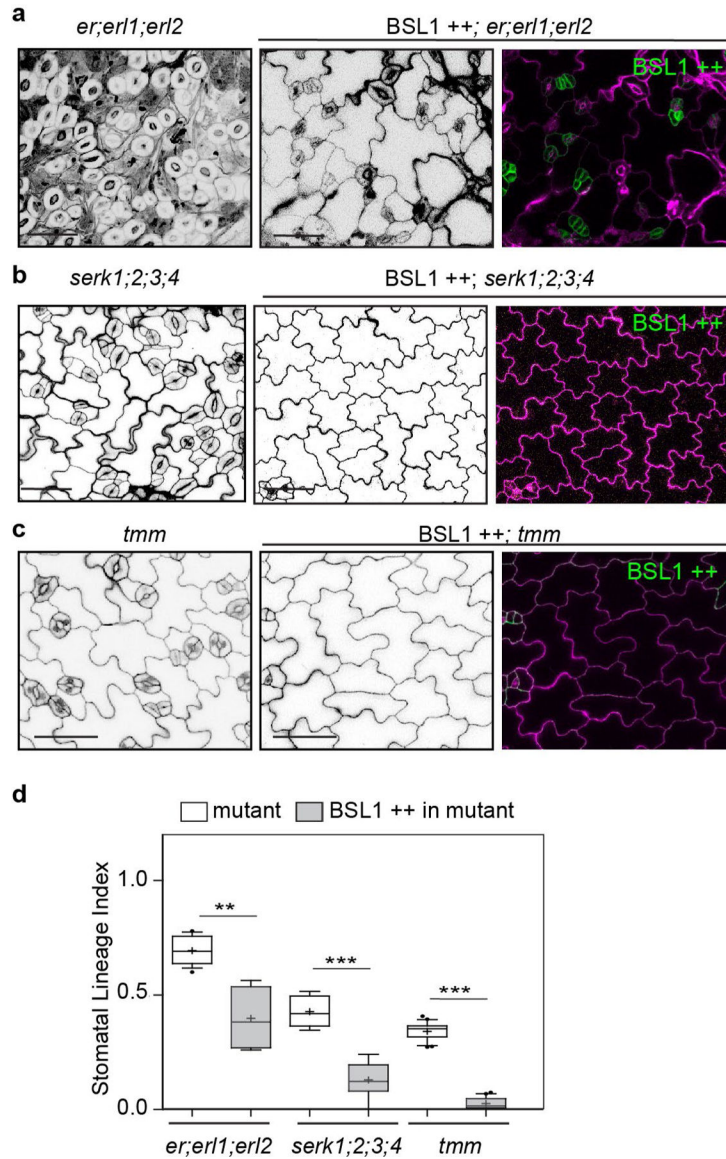 a
er;erl1;erl2
BSL1 ++; er;erl1;erl2
BSL1 ++
b
serk1;2;3;4
BSL1 ++; serk1;2;3;4
BSL1 ++
c
tmm
BSL1 ++; tmm
BSL1 ++
d
mutant
BSL1 ++ in mutant
Stomatal Lineage Index
1.0
0.5
0.0
**
***
***
er;erl1;erl2
serk1;2;3;4
tmm